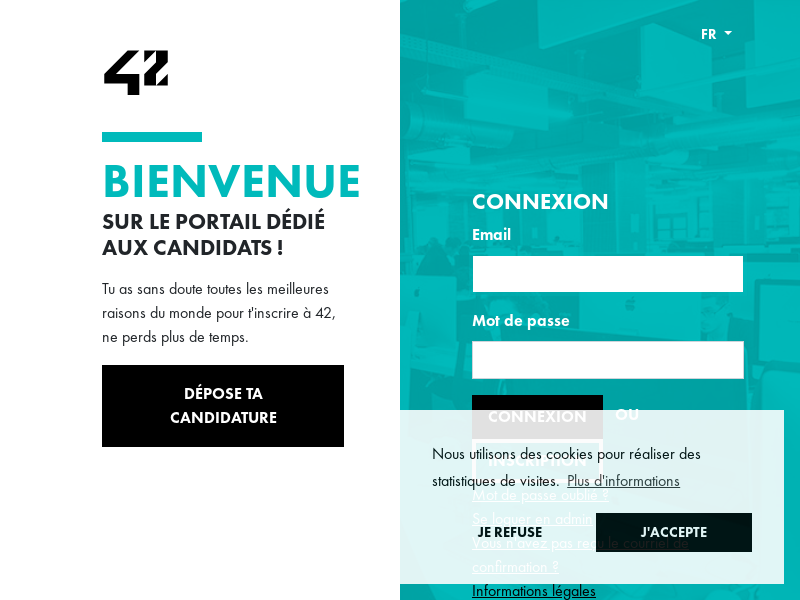 42
BIENVENUE
SUR LE PORTAIL DÉDIÉ
AUX CANDIDATS !
Tu as sans doute toutes les meilleures
raisons du monde pour t'inscrire à 42,
ne perds plus de temps.
DÉPOSE TA
CANDIDATURE
FR
CONNEXION
Email
Mot de passe
CONNEXION OU
INSCRIPTION
Nous utilisons des cookies pour réaliser des
statistiques de visites. Plus d'informations
Mot de passe oublié ?
Se loguer en admin
JE REFUSE J'ACCEPTE
Vous n'avez pas reçu le courriel de
confirmation ?
Informations légales